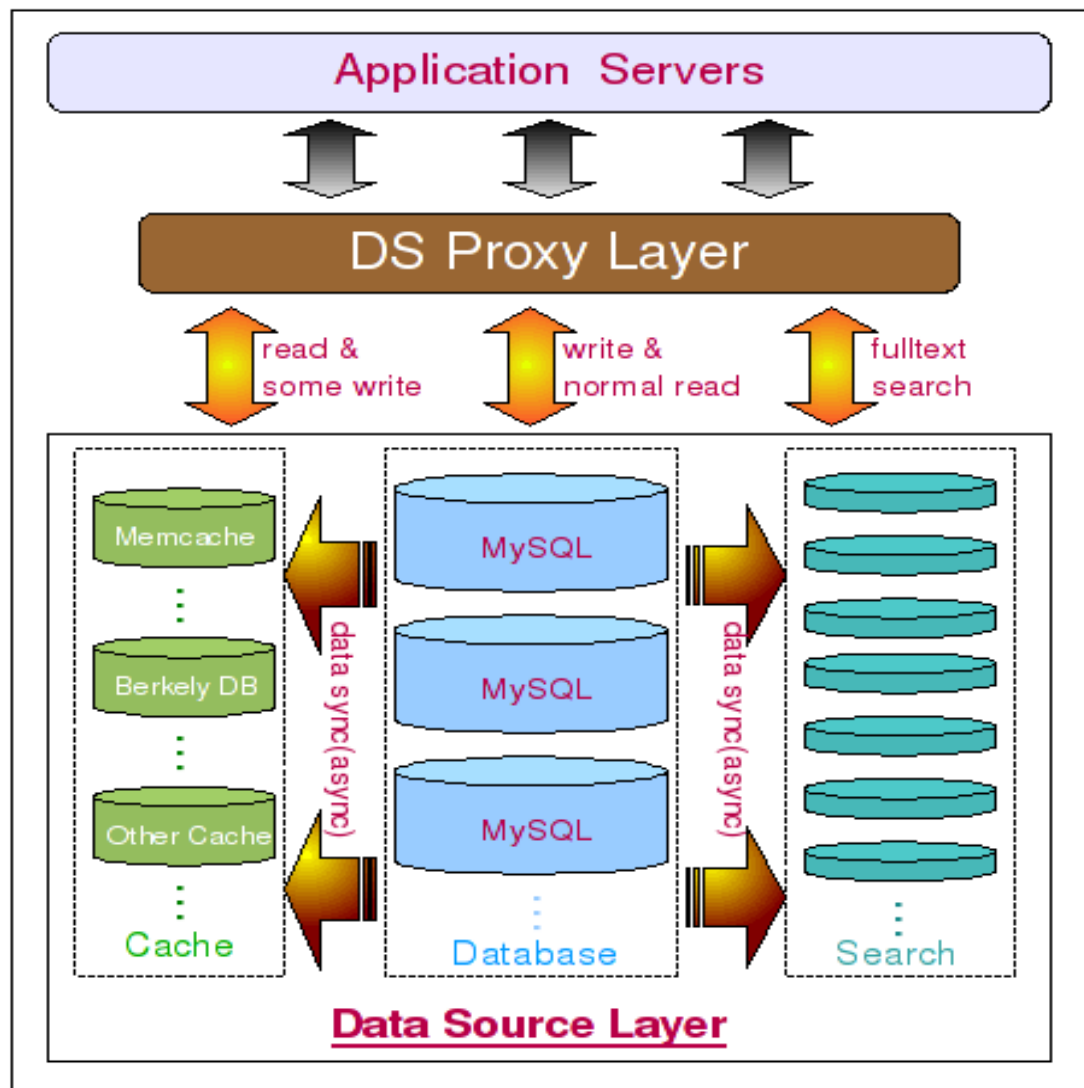 Application Servers
DS Proxy Layer
read &
some write
write &
normal read
fulltext
search
Memcache
Berkely DB
Other Cache
Cache
data sync(async)
MySQL
MySQL
MySQL
Database
data sync(async)
Search
Data Source Layer